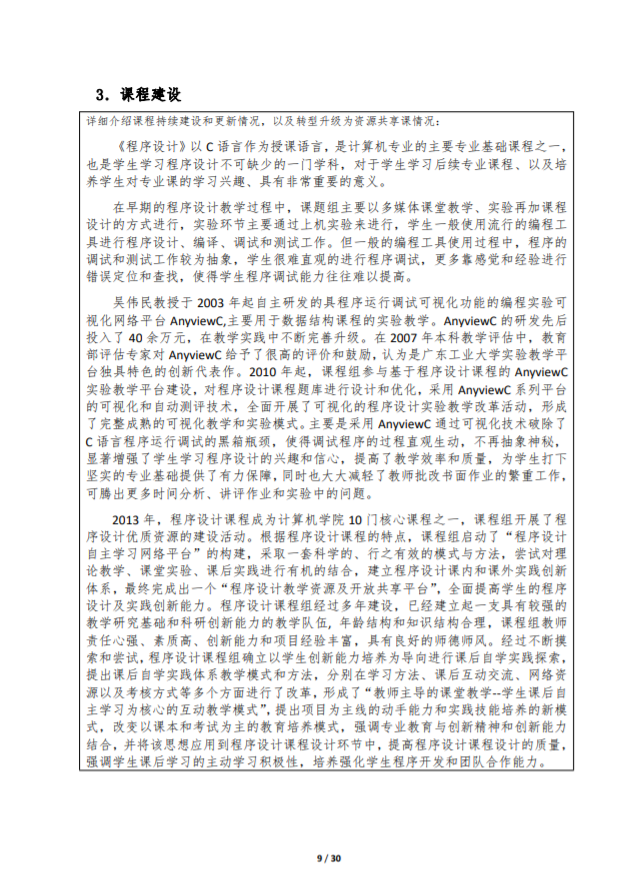 3．课程建设
详细介绍课程持续建设和更新情况，以及转型升级为资源共享课情况：
《程序设计》以 C 语言作为授课语言，是计算机专业的主要专业基础课程之一，
也是学生学习程序设计不可缺少的一门学科，对于学生学习后续专业课程、以及培
养学生对专业课的学习兴趣、具有非常重要的意义。
在早期的程序设计教学过程中，课题组主要以多媒体课堂教学、实验再加课程
设计的方式进行，实验环节主要通过上机实验来进行，学生一般使用流行的编程工
具进行程序设计、编译、调试和测试工作。但一般的编程工具使用过程中，程序的
调试和测试工作较为抽象，学生很难直观的进行程序调试，更多靠感觉和经验进行
错误定位和查找，使得学生程序调试能力往往难以提高。
吴伟民教授于 2003 年起自主研发的具程序运行调试可视化功能的编程实验可
视化网络平台 AnyviewC,主要用于数据结构课程的实验教学。AnyviewC 的研发先后
投入了 40 余万元，在教学实践中不断完善升级。在 2007 年本科教学评估中，教育
部评估专家对 AnyviewC 给予了很高的评价和鼓励，认为是广东工业大学实验教学平
台独具特色的创新代表作。2010 年起，课程组参与基于程序设计课程的 AnyviewC
实验教学平台建设，对程序设计课程题库进行设计和优化，采用 AnyviewC 系列平台
的可视化和自动测评技术，全面开展了可视化的程序设计实验教学改革活动，形成
了完整成熟的可视化教学和实验模式。主要是采用 AnyviewC 通过可视化技术破除了
C 语言程序运行调试的黑箱瓶颈，使得调试程序的过程直观生动，不再抽象神秘，
显著增强了学生学习程序设计的兴趣和信心，提高了教学效率和质量，为学生打下
坚实的专业基础提供了有力保障，同时也大大减轻了教师批改书面作业的繁重工作，
可腾出更多时间分析、讲评作业和实验中的问题。
2013 年，程序设计课程成为计算机学院 10 门核心课程之一，课程组开展了程
序设计优质资源的建设活动。根据程序设计课程的特点，课程组启动了“程序设计
自主学习网络平台”的构建，采取一套科学的、行之有效的模式与方法，尝试对理
论教学、课堂实验、课后实践进行有机的结合，建立程序设计课内和课外实践创新
体系，最终完成出一个“程序设计教学资源及开放共享平台”，全面提高学生的程序
设计及实践创新能力。程序设计课程组经过多年建设，已经建立起一支具有较强的
教学研究基础和科研创新能力的教学队伍，年龄结构和知识结构合理，课程组教师
责任心强、素质高、创新能力和项目经验丰富，具有良好的师德师风。经过不断摸
索和尝试，程序设计课程组确立以学生创新能力培养为导向进行课后自学实践探索，
提出课后自学实践体系教学模式和方法，分别在学习方法、课后互动交流、网络资
源以及考核方式等多个方面进行了改革，形成了“教师主导的课堂教学--学生课后自
主学习为核心的互动教学模式”，提出项目为主线的动手能力和实践技能培养的新模
式，改变以课本和考试为主的教育培养模式，强调专业教育与创新精神和创新能力
结合，并将该思想应用到程序设计课程设计环节中，提高程序设计课程设计的质量，
强调学生课后学习的主动学习积极性，培养强化学生程序开发和团队合作能力。
9 / 30